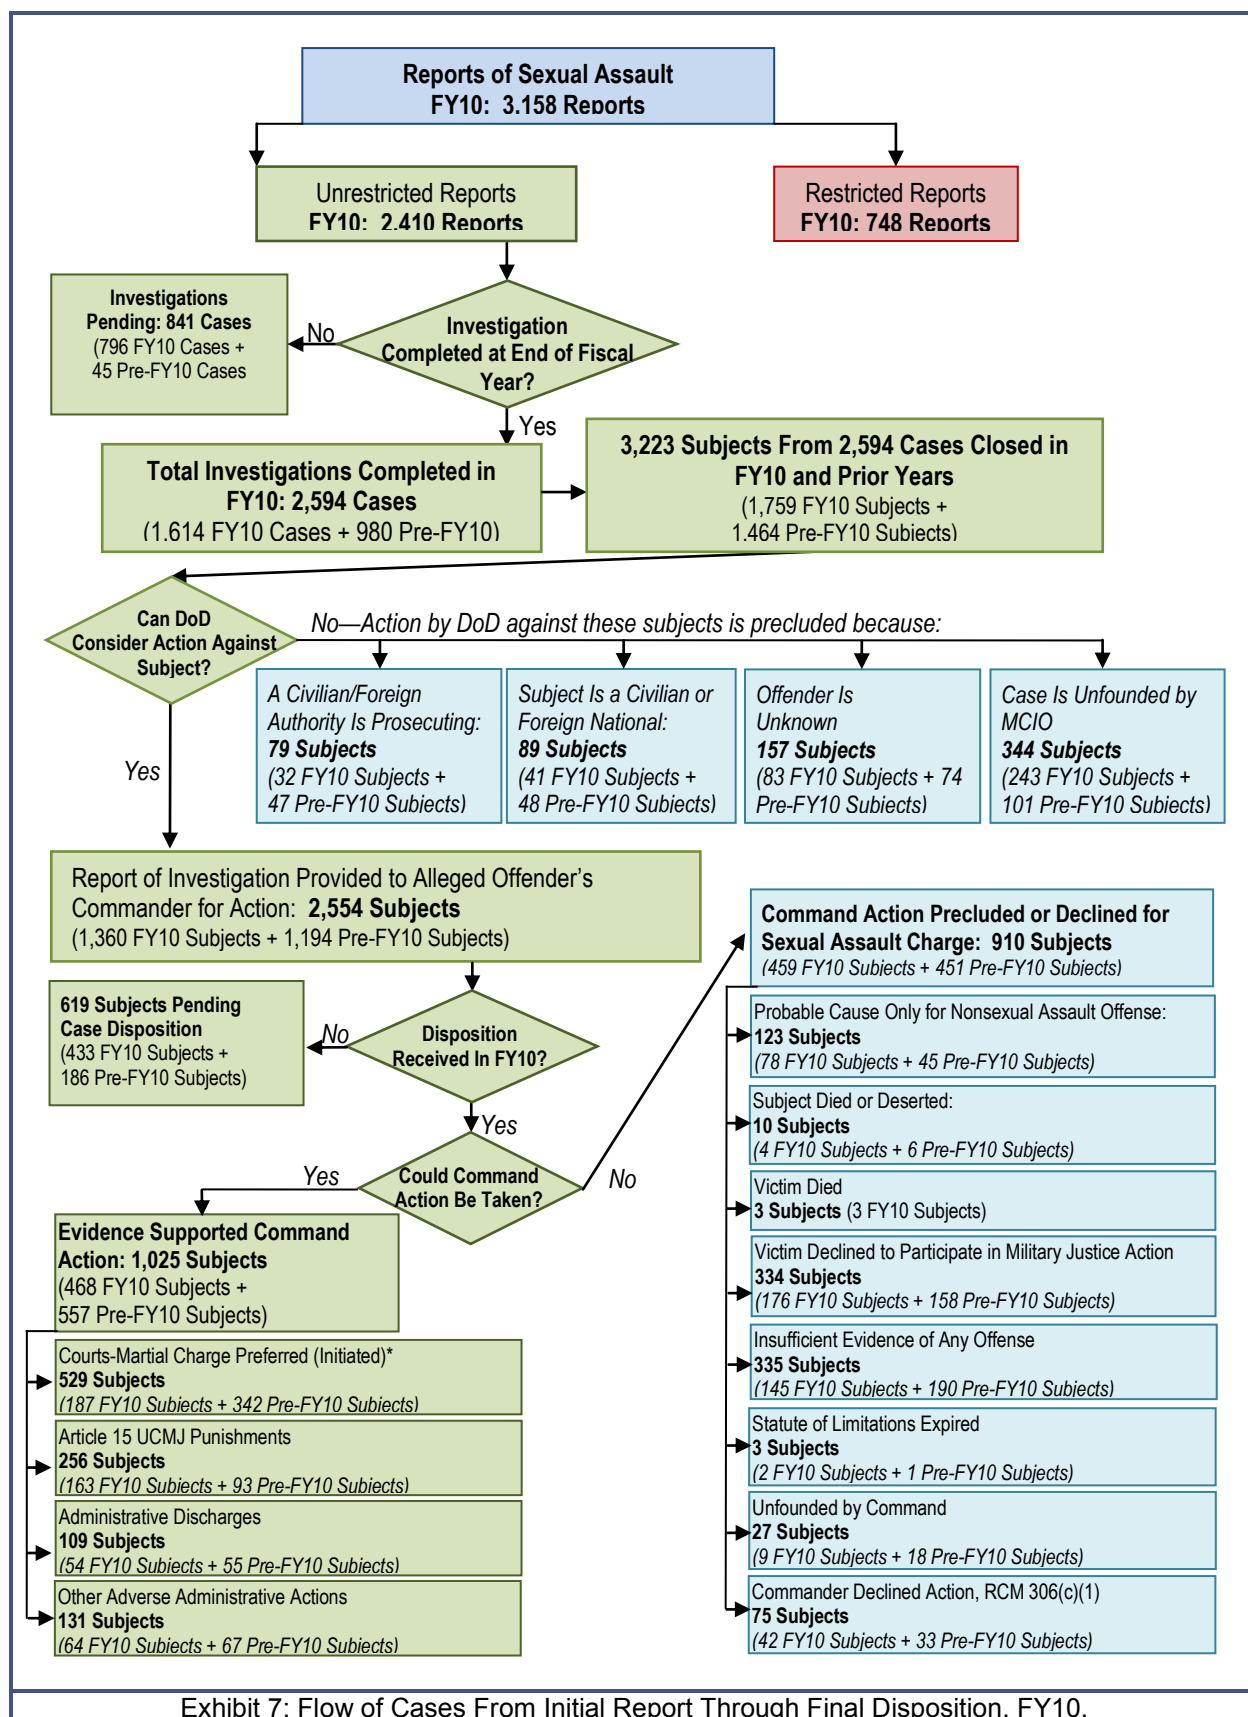 Reports of Sexual Assault
FY10: 3,158 Reports
Unrestricted Reports
FY10: 2,410 Reports
Restricted Reports
FY10: 748 Reports
Investigations
Pending: 841 Cases
(796 FY10 Cases +
45 Pre-FY10 Cases
No
Investigation
Completed at End of Fiscal
Year?
Yes
Total Investigations Completed in
FY10: 2,594 Cases
(1,614 FY10 Cases + 980 Pre-FY10)
3,223 Subjects From 2,594 Cases Closed in
FY10 and Prior Years
(1,759 FY10 Subjects +
1,464 Pre-FY10 Subjects)
Can DoD
Consider Action Against
Subject?
No—Action by DoD against these subjects is precluded because:
A Civilian/Foreign
Authority Is Prosecuting:
79 Subjects
(32 FY10 Subjects +
47 Pre-FY10 Subjects)
Subject Is a Civilian or
Foreign National:
89 Subjects
(41 FY10 Subjects +
48 Pre-FY10 Subjects)
Offender Is
Unknown
157 Subjects
(83 FY10 Subjects + 74
Pre-FY10 Subjects)
Case Is Unfounded by
MCIO
344 Subjects
(243 FY10 Subjects +
101 Pre-FY10 Subjects)
Yes
Report of Investigation Provided to Alleged Offender's
Commander for Action: 2,554 Subjects
(1,360 FY10 Subjects + 1,194 Pre-FY10 Subjects)
619 Subjects Pending
Case Disposition
(433 FY10 Subjects +
186 Pre-FY10 Subjects)
No
Disposition
Received In FY10?
Yes
Could Command
Action Be Taken?
Yes
No
Evidence Supported Command
Action: 1,025 Subjects
(468 FY10 Subjects +
557 Pre-FY10 Subjects)
Courts-Martial Charge Preferred (Initiated)*
529 Subjects
(187 FY10 Subjects + 342 Pre-FY10 Subjects)
Article 15 UCMJ Punishments
256 Subjects
(163 FY10 Subjects + 93 Pre-FY10 Subjects)
Administrative Discharges
109 Subjects
(54 FY10 Subjects + 55 Pre-FY10 Subjects)
Other Adverse Administrative Actions
131 Subjects
(64 FY10 Subjects + 67 Pre-FY10 Subjects)
Command Action Precluded or Declined for
Sexual Assault Charge: 910 Subjects
(459 FY10 Subjects + 451 Pre-FY10 Subjects)
Probable Cause Only for Nonsexual Assault Offense:
123 Subjects
(78 FY10 Subjects + 45 Pre-FY10 Subjects)
Subject Died or Deserted:
10 Subjects
(4 FY10 Subjects + 6 Pre-FY10 Subjects)
Victim Died
3 Subjects (3 FY10 Subjects)
Victim Declined to Participate in Military Justice Action
334 Subjects
(176 FY10 Subjects + 158 Pre-FY10 Subjects)
Insufficient Evidence of Any Offense
335 Subjects
(145 FY10 Subjects + 190 Pre-FY10 Subjects)
Statute of Limitations Expired
3 Subjects
(2 FY10 Subjects + 1 Pre-FY10 Subjects)
Unfounded by Command
27 Subjects
(9 FY10 Subjects + 18 Pre-FY10 Subjects)
Commander Declined Action, RCM 306(c)(1)
75 Subjects
(42 FY10 Subjects + 33 Pre-FY10 Subjects)
Exhibit 7: Flow of Cases From Initial Report Through Final Disposition, FY10.